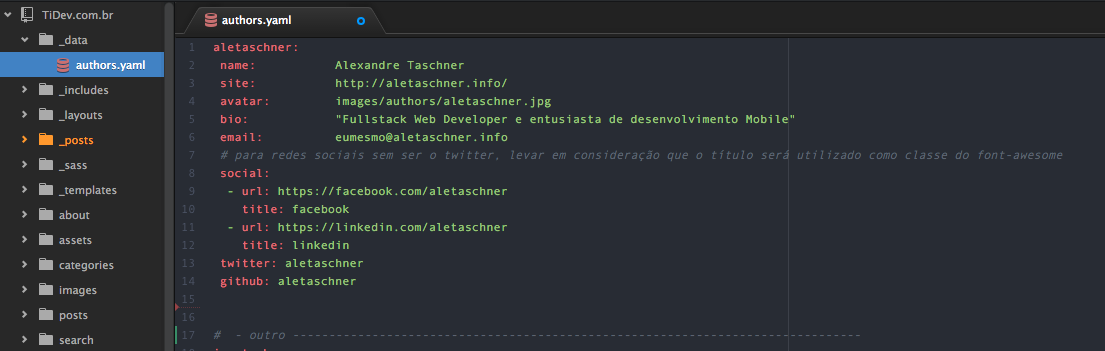 TiDev.com.br
_data
authors.yaml
_includes
_layouts
_posts
_sass
_templates
about
assets
categories
images
posts
search
authors.yaml
1 aletaschner:
2 name: Alexandre Taschner
3 site: http://aletaschner.info/
4 avatar: images/authors/aletaschner.jpg
5 bio: "Fullstack Web Developer e entusiasta de desenvolvimento Mobile"
6 email: eumesmo@aletaschner.info
7 # para redes sociais sem ser o twitter, levar em consideração que o titulo será utilizado como classe do font-awesome
8 social:
9 - url: https://facebook.com/aletaschner
10 title: facebook
11 - url: https://linkedin.com/aletaschner
12 title: linkedin
13 twitter: aletaschner
14 github: aletaschner
15
16
17 # - outro -------------------------------------------------------------------------------